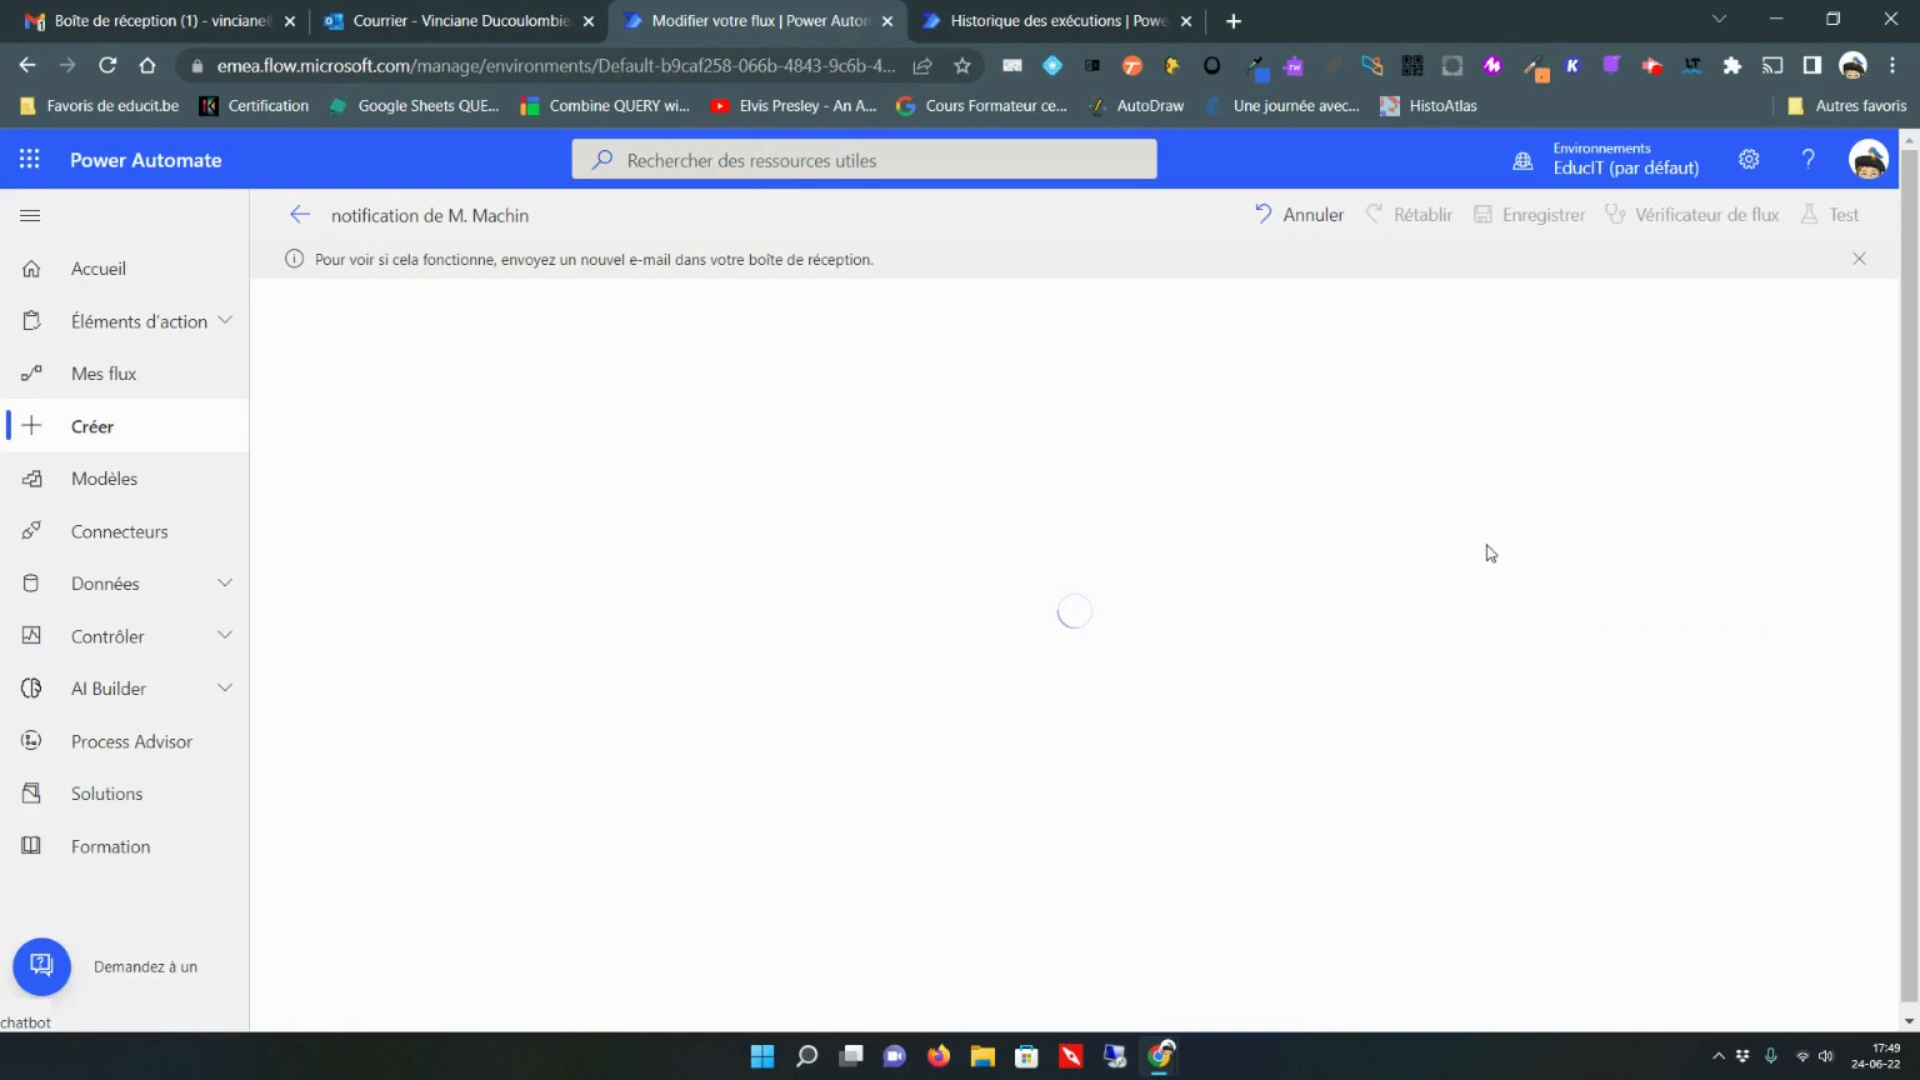 Boîte de réception (1) - vinciane@
Courrier - Vinciane Ducoulombie
Modifier votre flux | Power Autom
Historique des exécutions | Powe
emea.flow.microsoft.com/manage/environments/Default-b9caf258-066b-4843-9c6b-4...
Favoris de educit.be
Certification
Google Sheets QUE...
Combine QUERY wi...
Elvis Presley - An A...
Cours Formateur ce...
AutoDraw
Une journée avec...
HistoAtlas
Autres favoris
Power Automate
Rechercher des ressources utiles
Environnements
EducIT (par défaut)
notification de M. Machin
Annuler
Rétablir
Enregistrer
Vérificateur de flux
Test
Pour voir si cela fonctionne, envoyez un nouvel e-mail dans votre boîte de réception.
Accueil
Éléments d'action
Mes flux
Créer
Modèles
Connecteurs
Données
Contrôler
AI Builder
Process Advisor
Solutions
Formation
Demandez à un
chatbot
17:49
24-06-22